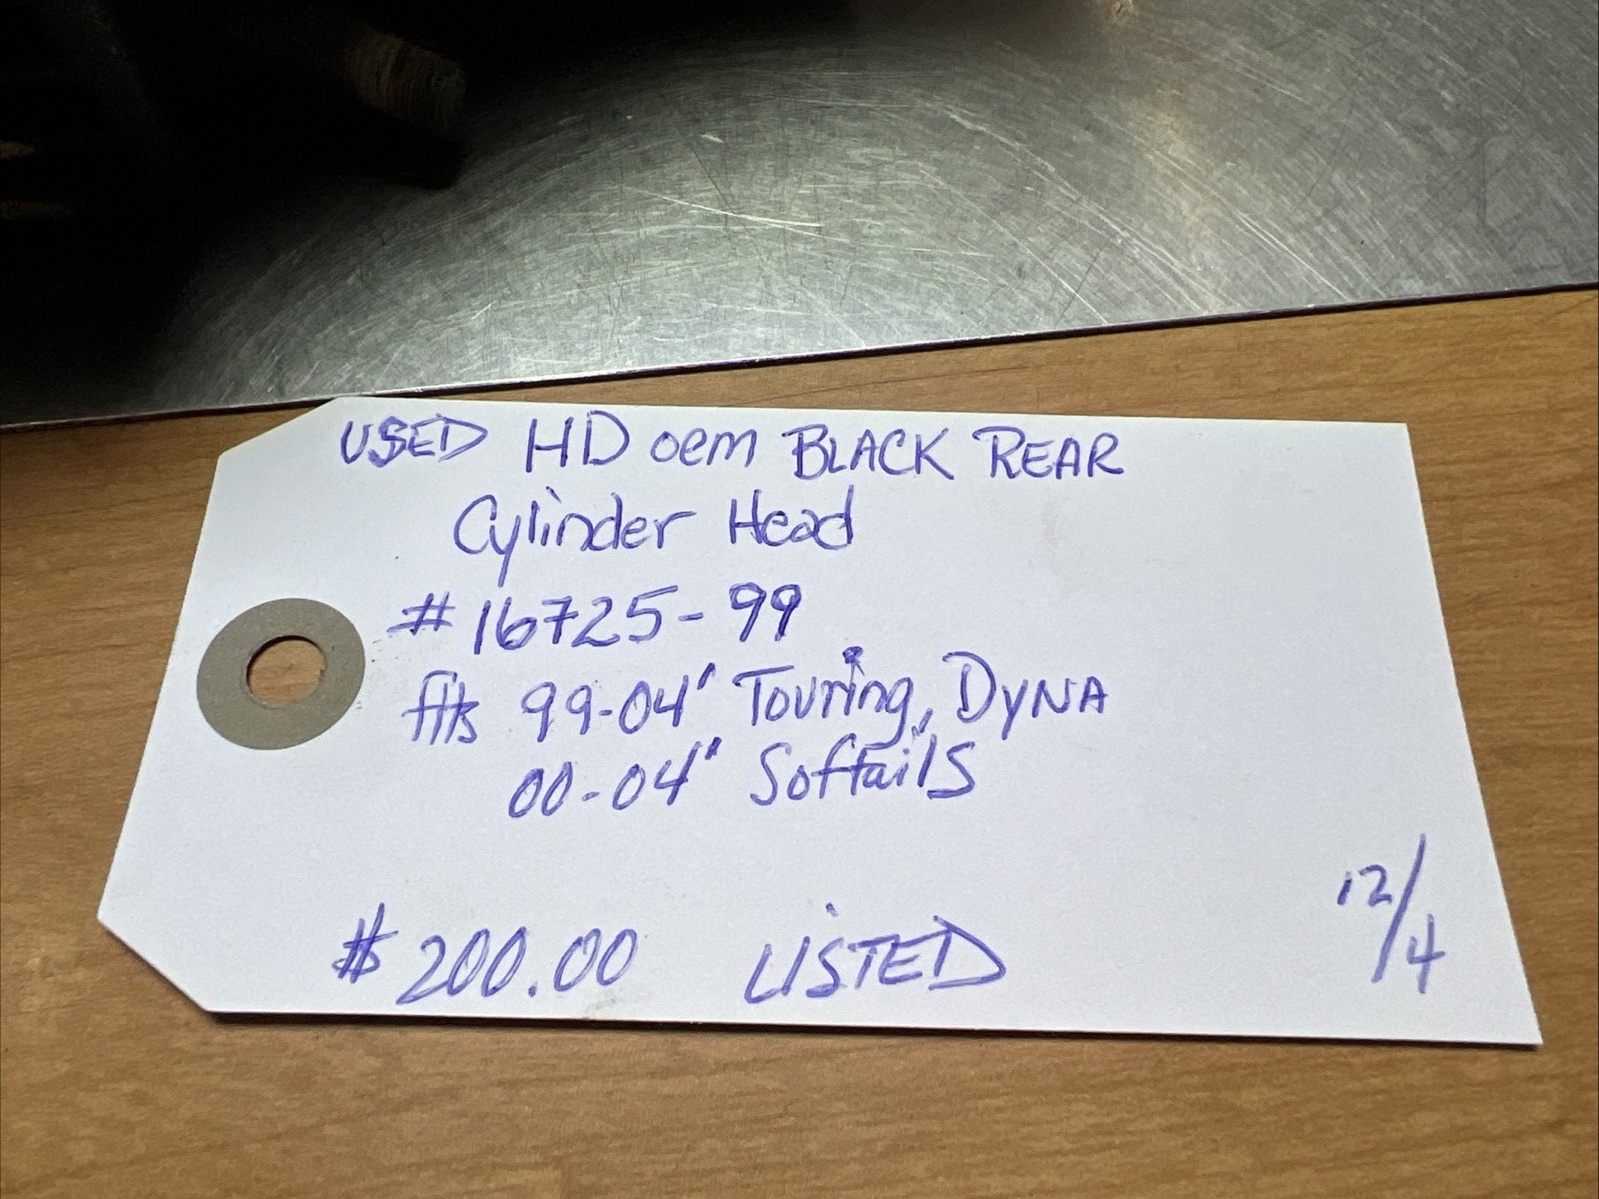 USED HD oem BLACK REAR
Cylinder Head
#16725-99
fits 99-04' Touring, DYNA
00-04' Softails
$200.00 LISTED
12/4